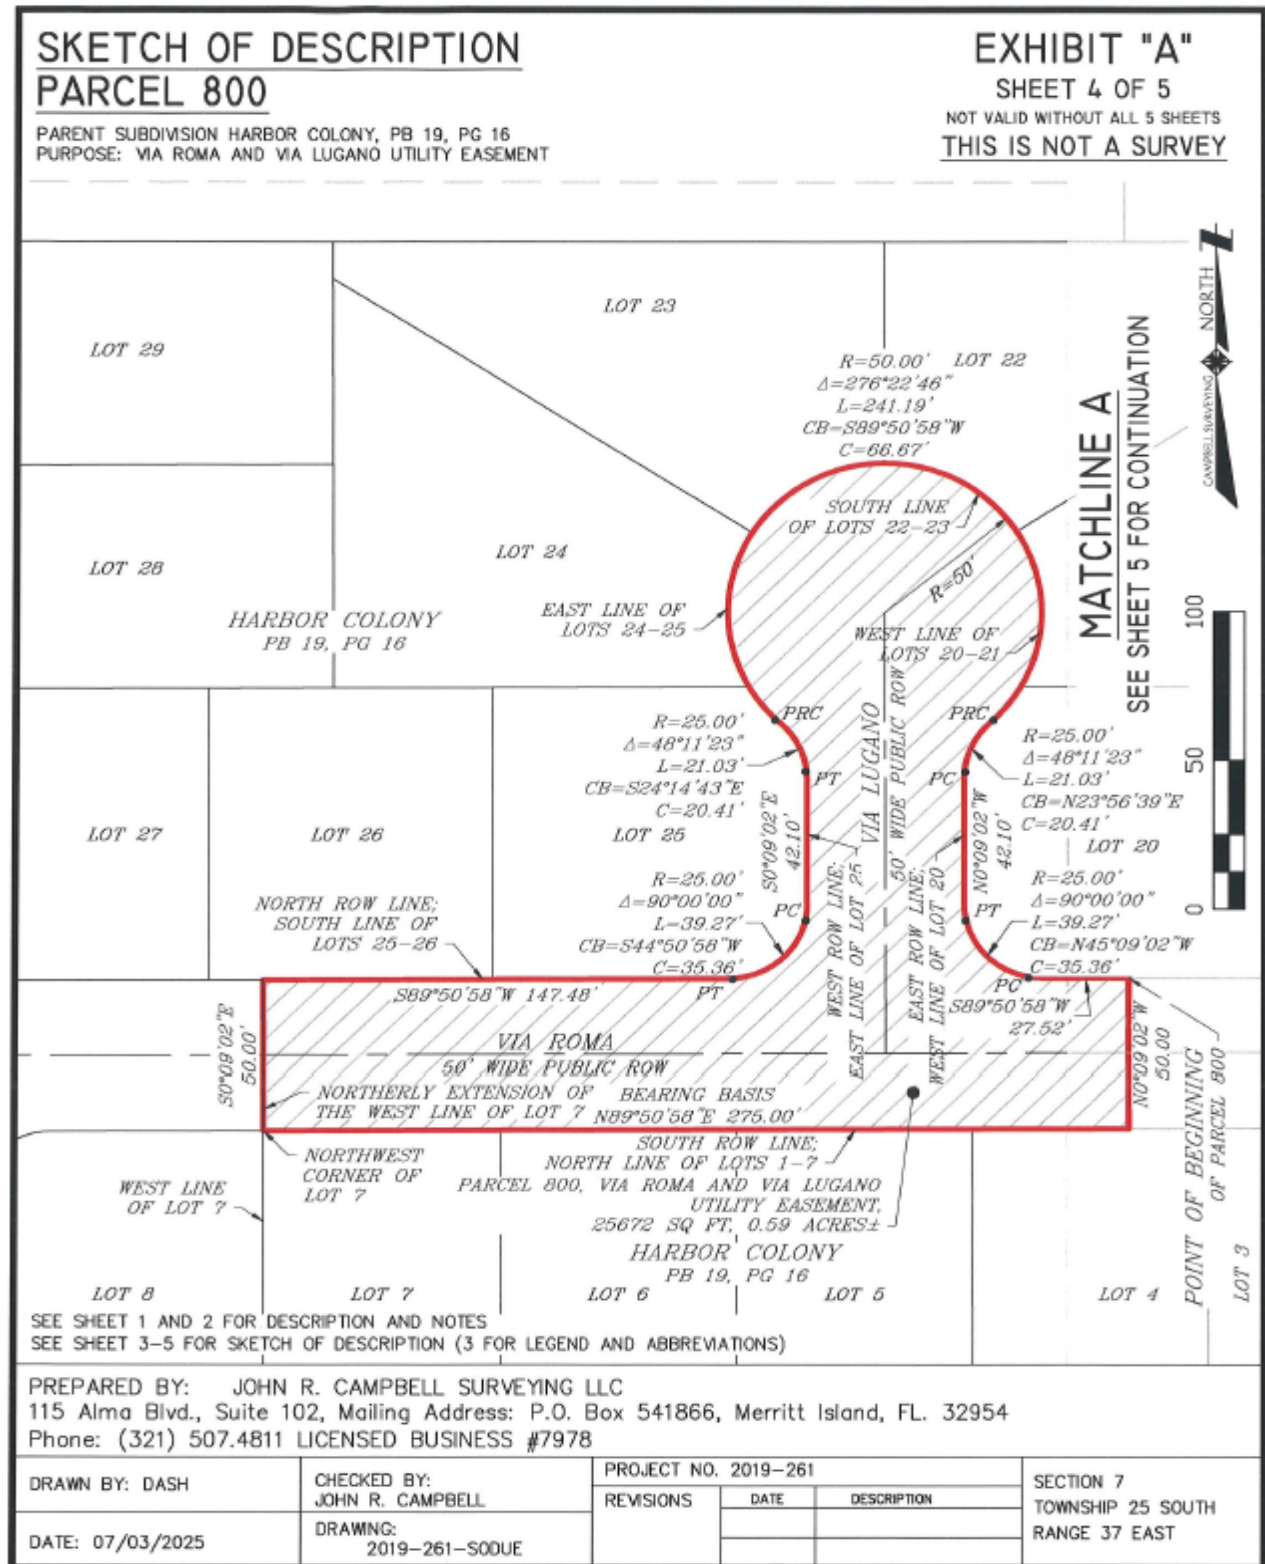 SKETCH OF DESCRIPTION
PARCEL 800
PARENT SUBDIVISION HARBOR COLONY, PB 19, PG 16
PURPOSE: VIA ROMA AND VIA LUGANO UTILITY EASEMENT
EXHIBIT "A"
SHEET 4 OF 5
NOT VALID WITHOUT ALL 5 SHEETS
THIS IS NOT A SURVEY
NORTH
CAMPBELL SURVEYING
MATCHLINE A
SEE SHEET 5 FOR CONTINUATION
0
50
100
LOT 29
LOT 23
LOT 22
R=50.00'
Δ=276°22'46"
L=241.19'
CB=S89°50'58"W
C=66.67'
SOUTH LINE
OF LOTS 22-23
LOT 28
LOT 24
R=50'
HARBOR COLONY
PB 19, PG 16
EAST LINE OF
LOTS 24-25
WEST LINE OF
LOTS 20-21
PRC
PRC
R=25.00'
Δ=48°11'23"
L=21.03'
CB=S24°14'43"E
C=20.41'
PT
PC
R=25.00'
Δ=48°11'23"
L=21.03'
CB=N23°56'39"E
C=20.41'
VIA LUGANO
50' WIDE PUBLIC ROW
S0°09'02"E
42.10'
N0°09'02"W
42.10'
LOT 27
LOT 26
LOT 25
LOT 20
R=25.00'
Δ=90°00'00"
L=39.27'
CB=S44°50'58"W
C=35.36'
PC
PT
R=25.00'
Δ=90°00'00"
L=39.27'
CB=N45°09'02"W
C=35.36'
NORTH ROW LINE;
SOUTH LINE OF
LOTS 25-26
WEST ROW LINE;
EAST LINE OF LOT 25
EAST ROW LINE;
WEST LINE OF LOT 20
PT
PC
S89°50'58"W 147.48'
S89°50'58"W
27.52'
S0°09'02"E
50.00'
N0°09'02"W
50.00
VIA ROMA
50' WIDE PUBLIC ROW
NORTHERLY EXTENSION OF
THE WEST LINE OF LOT 7
BEARING BASIS
N89°50'58"E 275.00'
POINT OF BEGINNING
OF PARCEL 800
NORTHWEST
CORNER OF
LOT 7
SOUTH ROW LINE;
NORTH LINE OF LOTS 1-7
WEST LINE
OF LOT 7
PARCEL 800, VIA ROMA AND VIA LUGANO
UTILITY EASEMENT,
25672 SQ FT, 0.59 ACRES±
HARBOR COLONY
PB 19, PG 16
LOT 8
LOT 7
LOT 6
LOT 5
LOT 4
LOT 3
SEE SHEET 1 AND 2 FOR DESCRIPTION AND NOTES
SEE SHEET 3-5 FOR SKETCH OF DESCRIPTION (3 FOR LEGEND AND ABBREVIATIONS)
PREPARED BY: JOHN R. CAMPBELL SURVEYING LLC
115 Alma Blvd., Suite 102, Mailing Address: P.O. Box 541866, Merritt Island, FL. 32954
Phone: (321) 507.4811 LICENSED BUSINESS #7978
DRAWN BY: DASH
CHECKED BY:
JOHN R. CAMPBELL
PROJECT NO. 2019-261
REVISIONS
DATE
DESCRIPTION
SECTION 7
TOWNSHIP 25 SOUTH
RANGE 37 EAST
DATE: 07/03/2025
DRAWING:
2019-261-SODUE